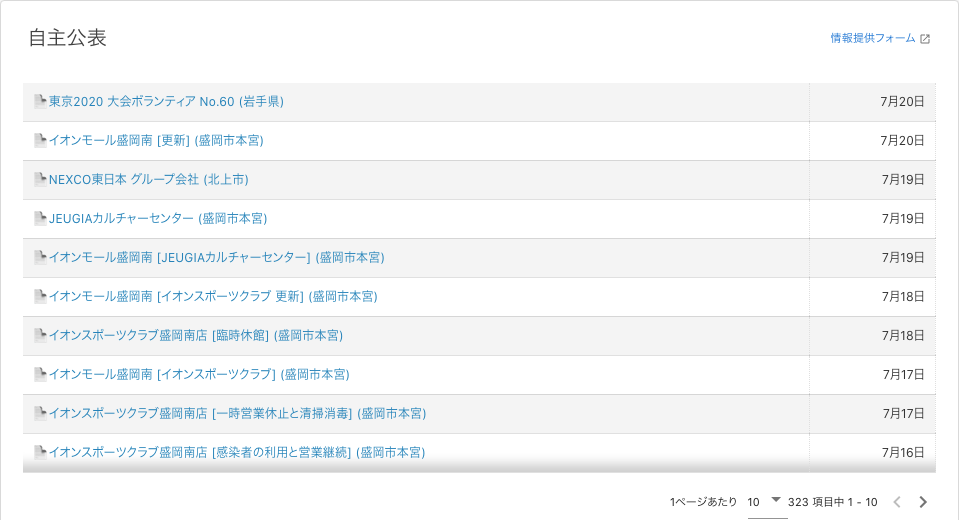 自主公表
情報提供フォーム
東京2020 大会ボランティア No.60 (岩手県) 7月20日
イオンモール盛岡南 [更新] (盛岡市本宮) 7月20日
NEXCO東日本 グループ会社 (北上市) 7月19日
JEUGIAカルチャーセンター (盛岡市本宮) 7月19日
イオンモール盛岡南 [JEUGIAカルチャーセンター] (盛岡市本宮) 7月19日
イオンモール盛岡南 [イオンスポーツクラブ 更新] (盛岡市本宮) 7月18日
イオンスポーツクラブ盛岡南店 [臨時休館] (盛岡市本宮) 7月18日
イオンモール盛岡南 [イオンスポーツクラブ] (盛岡市本宮) 7月17日
イオンスポーツクラブ盛岡南店 [一時営業休止と清掃消毒] (盛岡市本宮) 7月17日
イオンスポーツクラブ盛岡南店 [感染者の利用と営業継続] (盛岡市本宮) 7月16日
1ページあたり 10 323 項目中 1 - 10